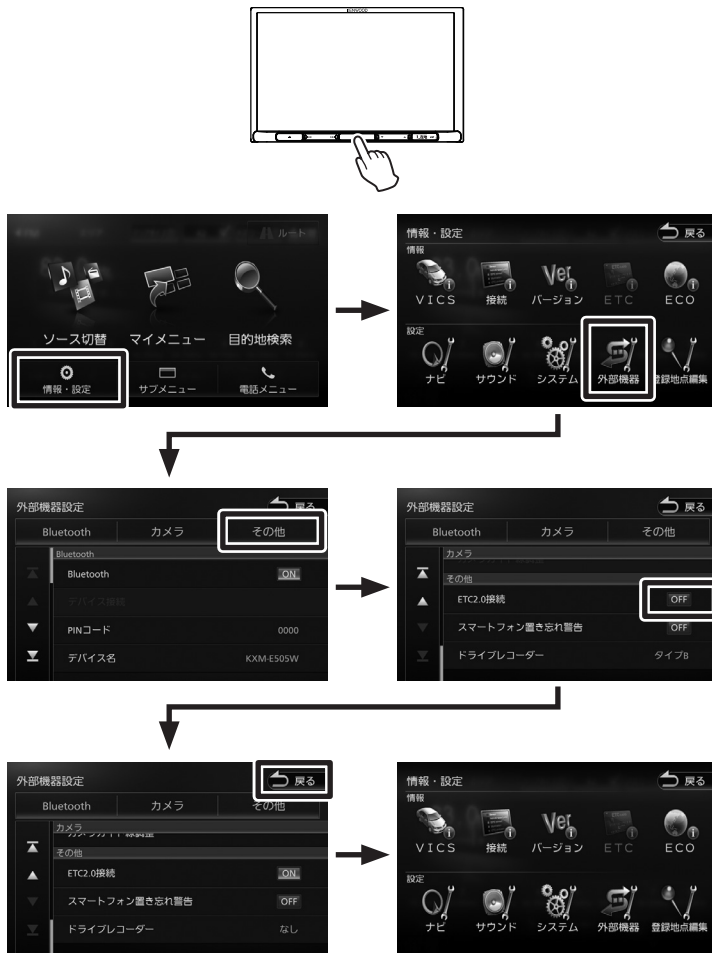 KENWOOD
ルート
ソース切替
マイメニュー
目的地検索
情報・設定
サブメニュー
電話メニュー
情報・設定
戻る
情報
VICS
接続
Ver
バージョン
ETC
ECO
設定
ナビ
サウンド
システム
外部機器
登録地点編集
外部機器設定
戻る
Bluetooth
カメラ
その他
Bluetooth
Bluetooth
ON
デバイス接続
PINコード
0000
デバイス名
KXM-E505W
外部機器設定
戻る
Bluetooth
カメラ
その他
カメラ
その他
ETC2.0接続
OFF
スマートフォン置き忘れ警告
OFF
ドライブレコーダー
タイプB
外部機器設定
戻る
Bluetooth
カメラ
その他
カメラ
カメラガイド線調整
その他
ETC2.0接続
ON
スマートフォン置き忘れ警告
OFF
ドライブレコーダー
なし
情報・設定
戻る
情報
VICS
接続
Ver
バージョン
ETC
ECO
設定
ナビ
サウンド
システム
外部機器
登録地点編集